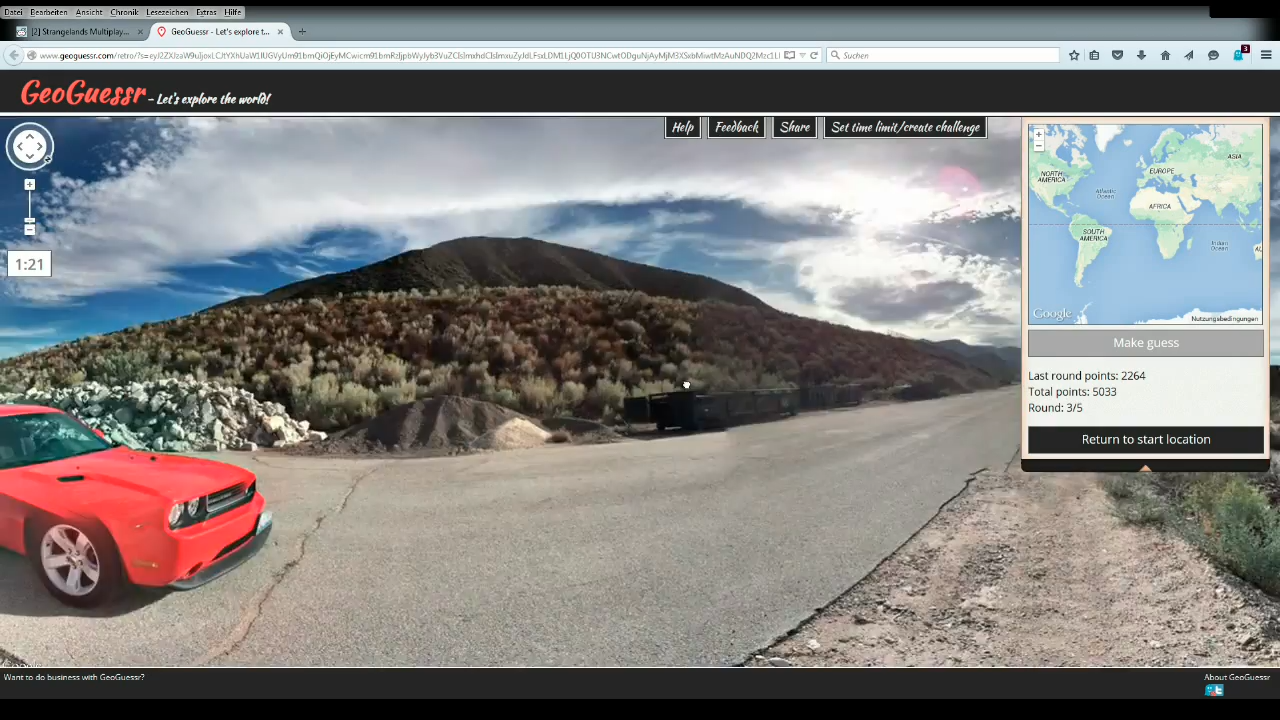 Datei Bearbeiten Ansicht Chronik Lesezeichen Extras Hilfe
[2] Strangelands Multiplay...
GeoGuessr - Let's explore t...
Suchen
3
GeoGuessr - Let's explore the world!
Help
Feedback
Share
Set time limit/create challenge
1:21
NORTH AMERICA
Atlantic Ocean
EUROPE
ASIA
AFRICA
SOUTH AMERICA
Indian Ocean
Google
Nutzungsbedingungen
Make guess
Last round points: 2264
Total points: 5033
Round: 3/5
Return to start location
Want to do business with GeoGuessr?
About GeoGuessr